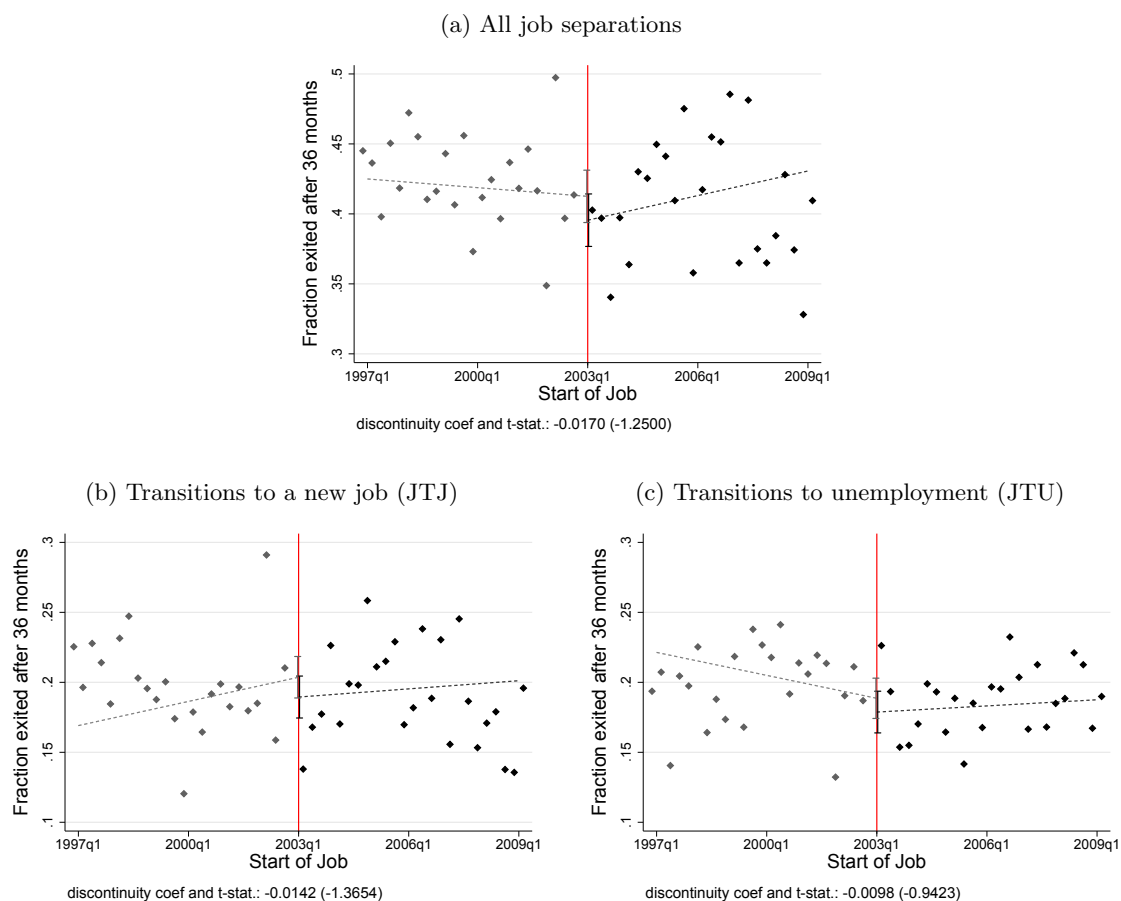 (a) All job separations
Fraction exited after 36 months
.5
.45
.4
.35
.3
1997q1 2000q1 2003q1 2006q1 2009q1
Start of Job
discontinuity coef and t-stat.: -0.0170 (-1.2500)
(b) Transitions to a new job (JTJ)
Fraction exited after 36 months
.3
.25
.2
.15
.1
1997q1 2000q1 2003q1 2006q1 2009q1
Start of Job
discontinuity coef and t-stat.: -0.0142 (-1.3654)
(c) Transitions to unemployment (JTU)
Fraction exited after 36 months
.3
.25
.2
.15
.1
1997q1 2000q1 2003q1 2006q1 2009q1
Start of Job
discontinuity coef and t-stat.: -0.0098 (-0.9423)